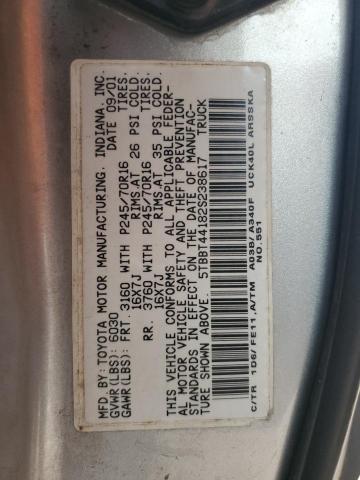 MFD. BY: TOYOTA MOTOR MANUFACTURING, INDIANA, INC.
GVWR(LBS): 6030 DATE 09/01
GAWR(LBS): FRT. 3160 WITH P245/70R16 TIRES,
16X7J RIMS.AT 26 PSI COLD.
RR. 3760 WITH P245/70R16 TIRES,
16X7J RIMS.AT 35 PSI COLD.
THIS VEHICLE CONFORMS TO ALL APPLICABLE FEDER-
AL MOTOR VEHICLE SAFETY AND THEFT PREVENTION
STANDARDS IN EFFECT ON THE DATE OF MANUFAC-
TURE SHOWN ABOVE. 5TBBT44182S238617 TRUCK
C/TR 1D6/FE11,A/TM A03B/A340F UCK40L ARSSKA
NO.551